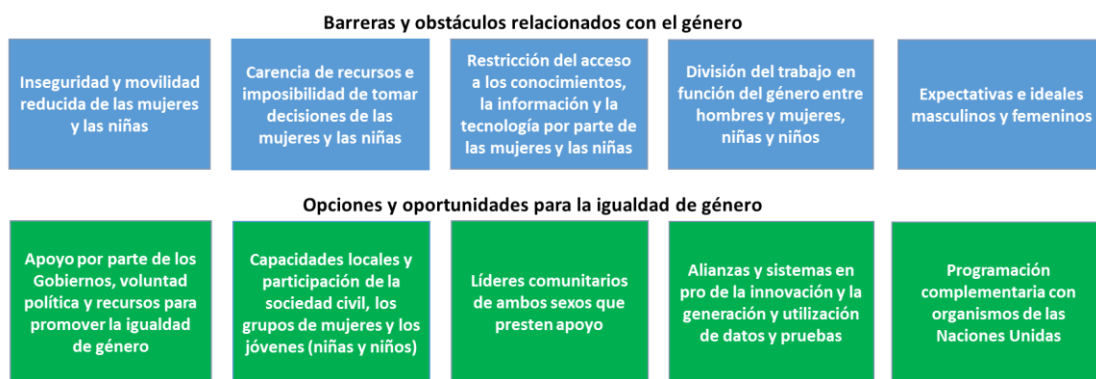 Barreras y obstáculos relacionados con el género
Inseguridad y movilidad
reducida de las mujeres
y las niñas
Carencia de recursos e
imposibilidad de tomar
decisiones de las
mujeres y las niñas
Restricción del acceso
a los conocimientos,
la información y la
tecnología por parte de
las mujeres y las niñas
División del trabajo en
función del género entre
hombres y mujeres,
niñas y niños
Expectativas e ideales
masculinos y femeninos
Opciones y oportunidades para la igualdad de género
Apoyo por parte de los
Gobiernos, voluntad
política y recursos para
promover la igualdad
de género
Capacidades locales y
participación de la
sociedad civil, los
grupos de mujeres y los
jóvenes (niñas y niños)
Líderes comunitarios
de ambos sexos que
presten apoyo
Alianzas y sistemas en
pro de la innovación y la
generación y utilización
de datos y pruebas
Programación
complementaria con
organismos de las
Naciones Unidas